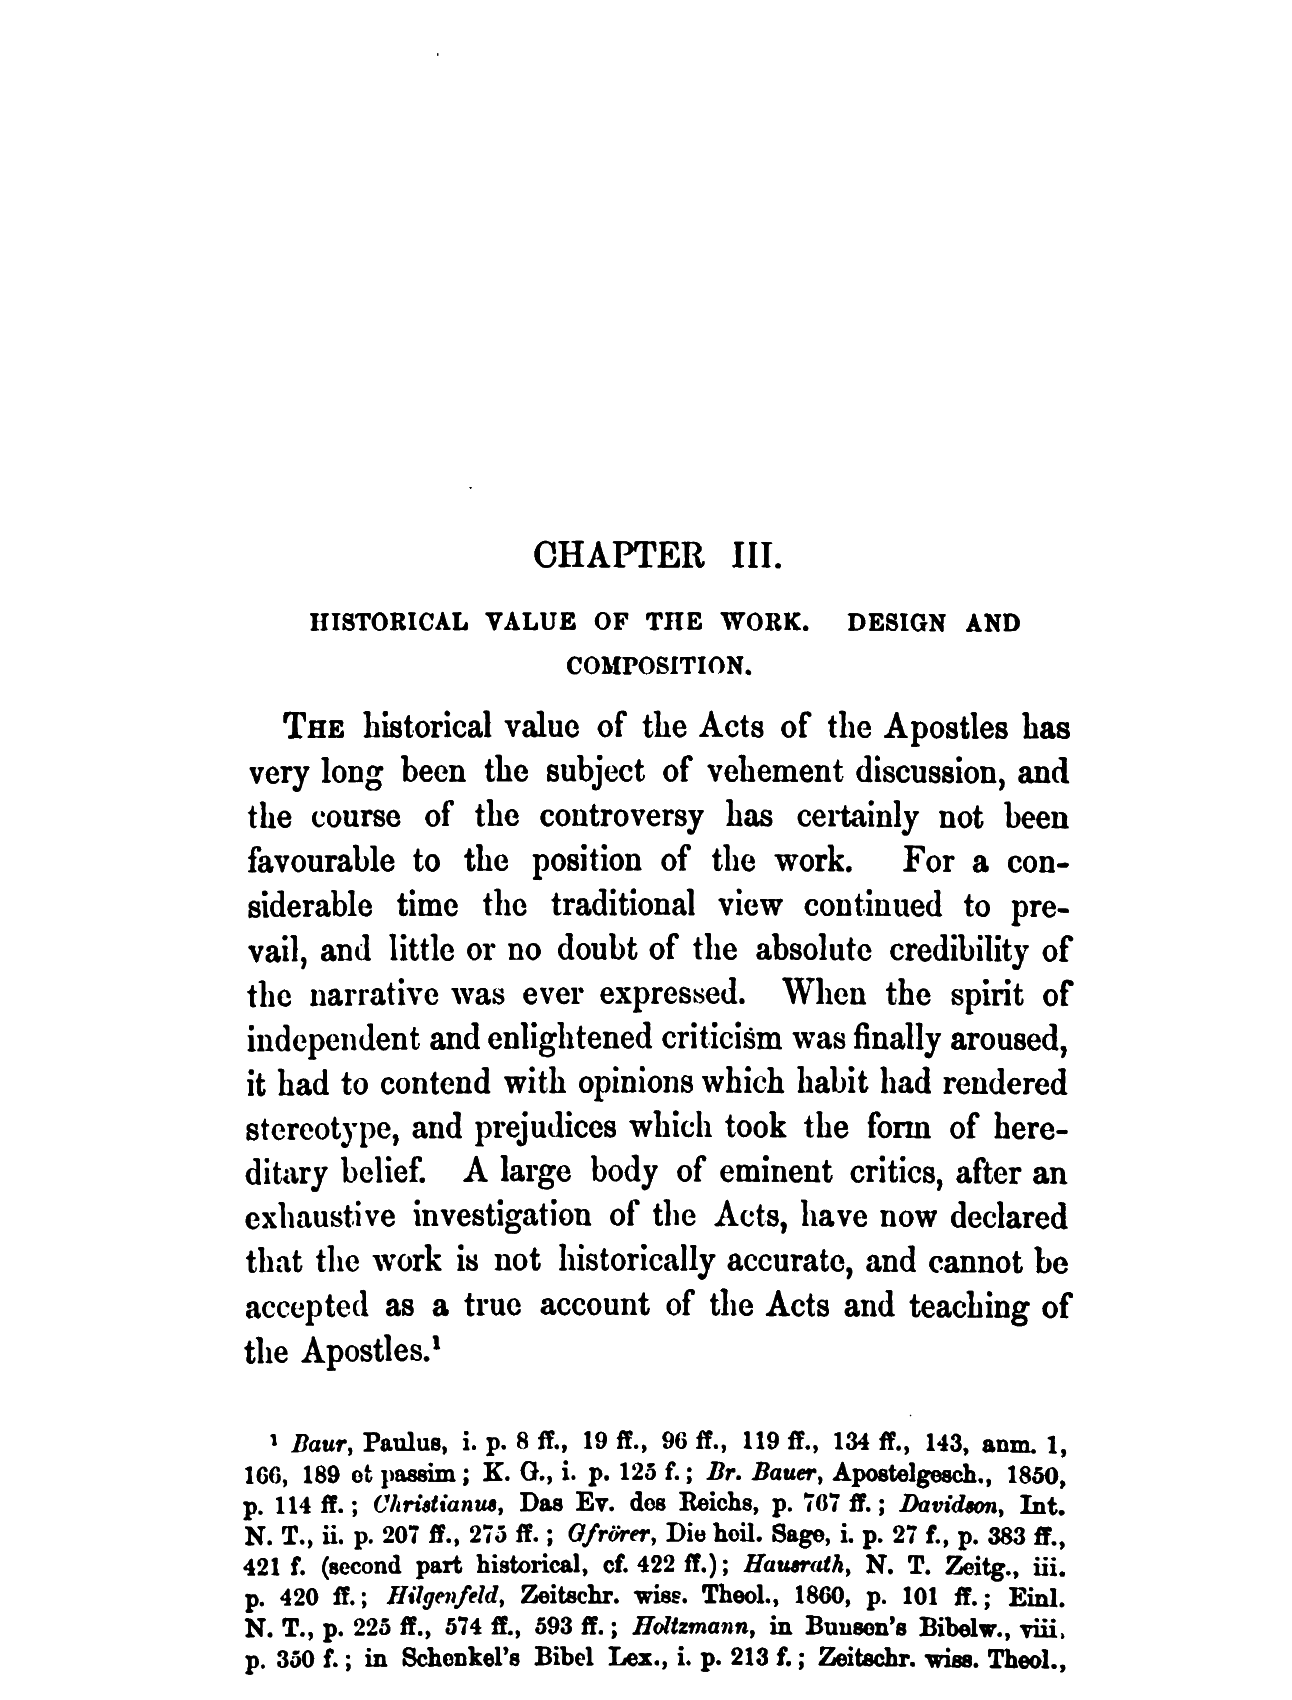 CHAPTER III.
HISTORICAL VALUE OF THE WORK. DESIGN AND
COMPOSITION.
THE historical value of the Acts of the Apostles has
very long been the subject of vehement discussion, and
the course of the controversy has certainly not been
favourable to the position of the work. For a con-
siderable time the traditional view continued to pre-
vail, and little or no doubt of the absolute credibility of
the narrative was ever expressed. When the spirit of
independent and enlightened criticism was finally aroused,
it had to contend with opinions which habit had rendered
stereotype, and prejudices which took the form of here-
ditary belief. A large body of eminent critics, after an
exhaustive investigation of the Acts, have now declared
that the work is not historically accurate, and cannot be
accepted as a true account of the Acts and teaching of
the Apostles.¹
¹ Baur, Paulus, i. p. 8 ff., 19 ff., 96 ff., 119 ff., 134 ff., 143, anm. 1,
166, 189 et passim; K. G., i. p. 125 f.; Br. Bauer, Apostelgesch., 1850,
p. 114 ff.; Christianus, Das Ev. des Reichs, p. 767 ff.; Davidson, Int.
N. T., ii. p. 207 ff., 275 ff.; Gfrörer, Die heil. Sage, i. p. 27 f., p. 383 ff.,
421 f. (second part historical, cf. 422 ff.); Hausrath, N. T. Zeitg., iii.
p. 420 ff.; Hilgenfeld, Zeitschr. wiss. Theol., 1860, p. 101 ff.; Einl.
N. T., p. 225 ff., 574 ff., 593 ff.; Holtzmann, in Bunsen's Bibelw., viii.
p. 350 f.; in Schenkel's Bibel Lex., i. p. 213 f.; Zeitschr. wiss. Theol.,